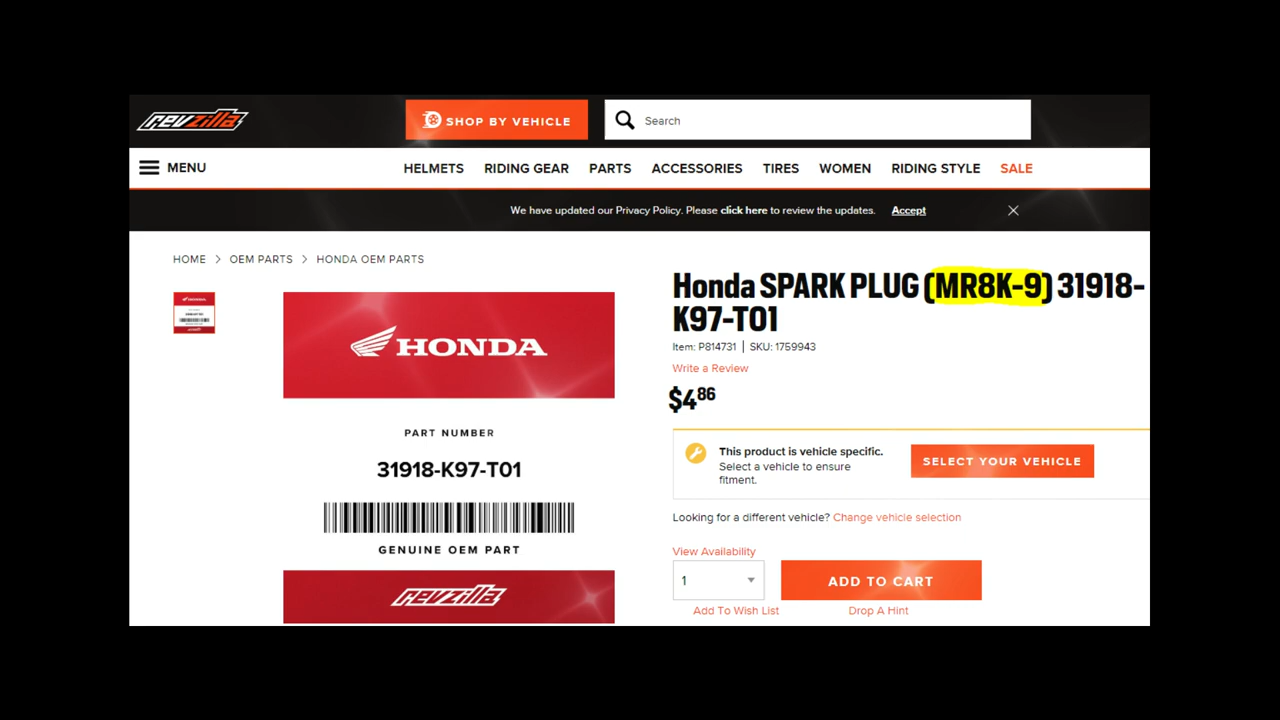 revzilla
SHOP BY VEHICLE
Search
MENU
HELMETS RIDING GEAR PARTS ACCESSORIES TIRES WOMEN RIDING STYLE SALE
We have updated our Privacy Policy. Please click here to review the updates. Accept
HOME > OEM PARTS > HONDA OEM PARTS
HONDA
PART NUMBER
31918-K97-T01
GENUINE OEM PART
revzilla
Honda SPARK PLUG (MR8K-9) 31918-
K97-T01
Item: P814731 | SKU: 1759943
Write a Review
$4 86
This product is vehicle specific.
Select a vehicle to ensure
fitment.
SELECT YOUR VEHICLE
Looking for a different vehicle? Change vehicle selection
View Availability
1
ADD TO CART
Add To Wish List
Drop A Hint